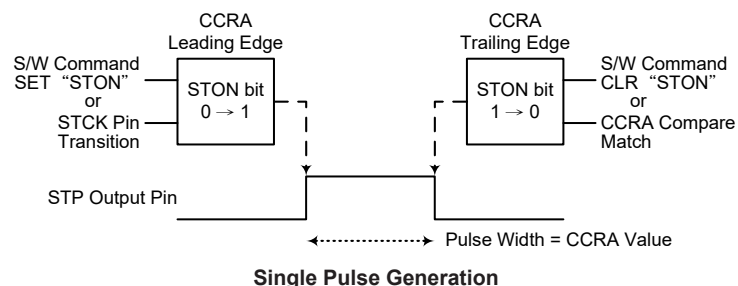 CCRA
Leading Edge
CCRA
Trailing Edge
S/W Command
SET “STON”
or
STCK Pin
Transition
STON bit
0 → 1
STON bit
1 → 0
S/W Command
CLR “STON”
or
CCRA Compare
Match
STP Output Pin
Pulse Width = CCRA Value
Single Pulse Generation